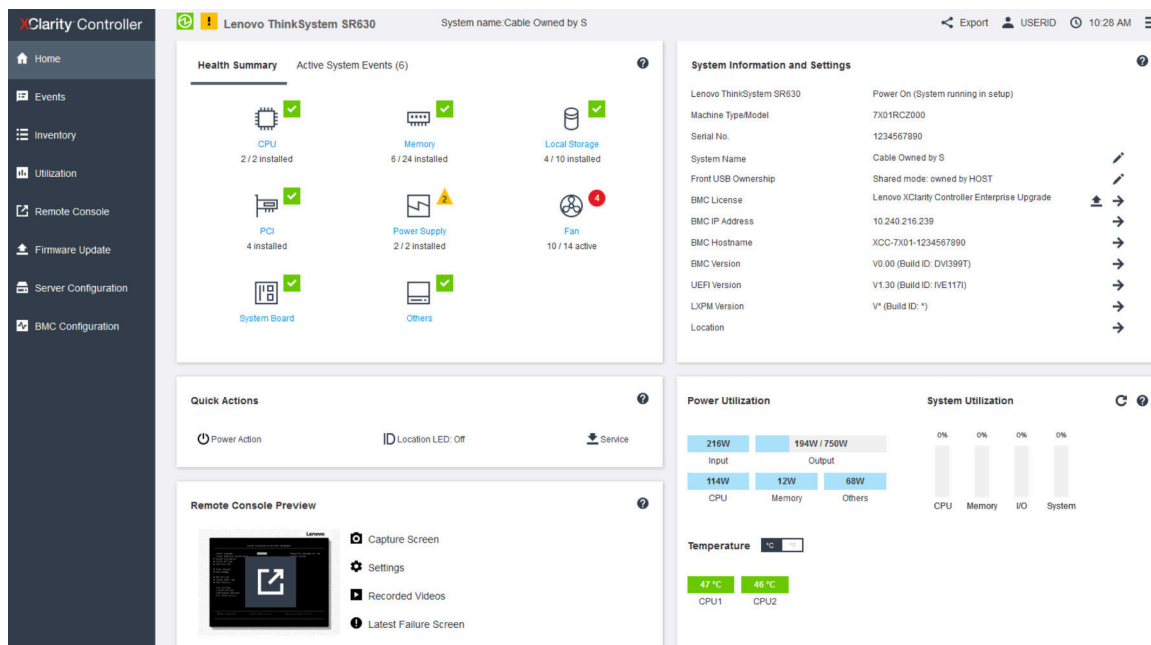 XClarity Controller
Lenovo ThinkSystem SR630
System name:Cable Owned by S
Export
USERID
10:28 AM
Home
Events
Inventory
Utilization
Remote Console
Firmware Update
Server Configuration
BMC Configuration
Health Summary
Active System Events (6)
CPU
2 / 2 installed
Memory
6 / 24 installed
Local Storage
4 / 10 installed
PCI
4 installed
2
Power Supply
2 / 2 installed
4
Fan
10 / 14 active
System Board
Others
System Information and Settings
Lenovo ThinkSystem SR630 Power On (System running in setup)
Machine Type/Model 7X01RCZ000
Serial No. 1234567890
System Name Cable Owned by S
Front USB Ownership Shared mode: owned by HOST
BMC License Lenovo XClarity Controller Enterprise Upgrade
BMC IP Address 10.240.216.239
BMC Hostname XCC-7X01-1234567890
BMC Version V0.00 (Build ID: DVI399T)
UEFI Version V1.30 (Build ID: IVE117I)
LXPM Version V* (Build ID: *)
Location
Quick Actions
Power Action
Location LED: Off
Service
Power Utilization
216W
Input
194W / 750W
Output
114W
CPU
12W
Memory
68W
Others
System Utilization
0% 0% 0% 0%
CPU Memory I/O System
Temperature
°C °F
47 °C
CPU1
46 °C
CPU2
Remote Console Preview
Lenovo
Capture Screen
Settings
Recorded Videos
Latest Failure Screen